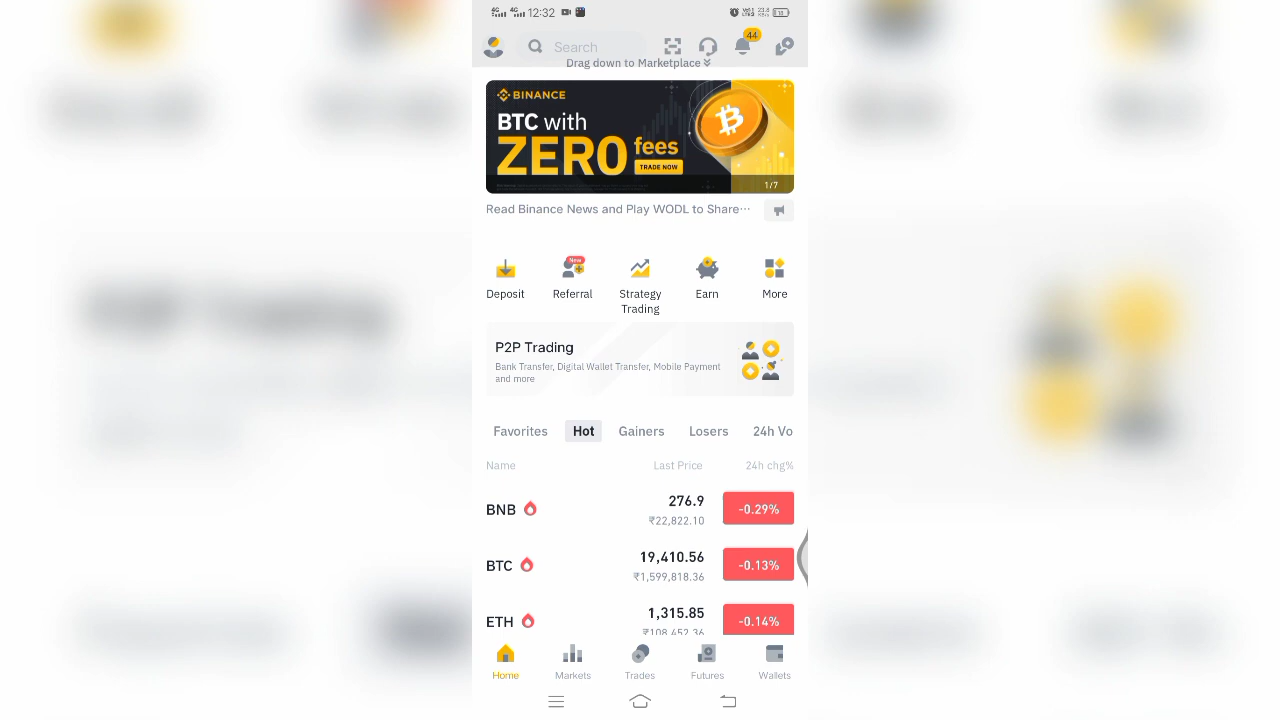 4G 4G 12:32
Search
44
Drag down to Marketplace
BINANCE
BTC with
ZERO fees
TRADE NOW
1/7
Read Binance News and Play WODL to Share···
New
Deposit Referral Strategy Trading Earn More
P2P Trading
Bank Transfer, Digital Wallet Transfer, Mobile Payment
and more
Favorites Hot Gainers Losers 24h Vo
Name Last Price 24h chg%
BNB 276.9 -0.29%
₹22,822.10
BTC 19,410.56 -0.13%
₹1,599,818.36
ETH 1,315.85 -0.14%
₹108,452.36
Home Markets Trades Futures Wallets